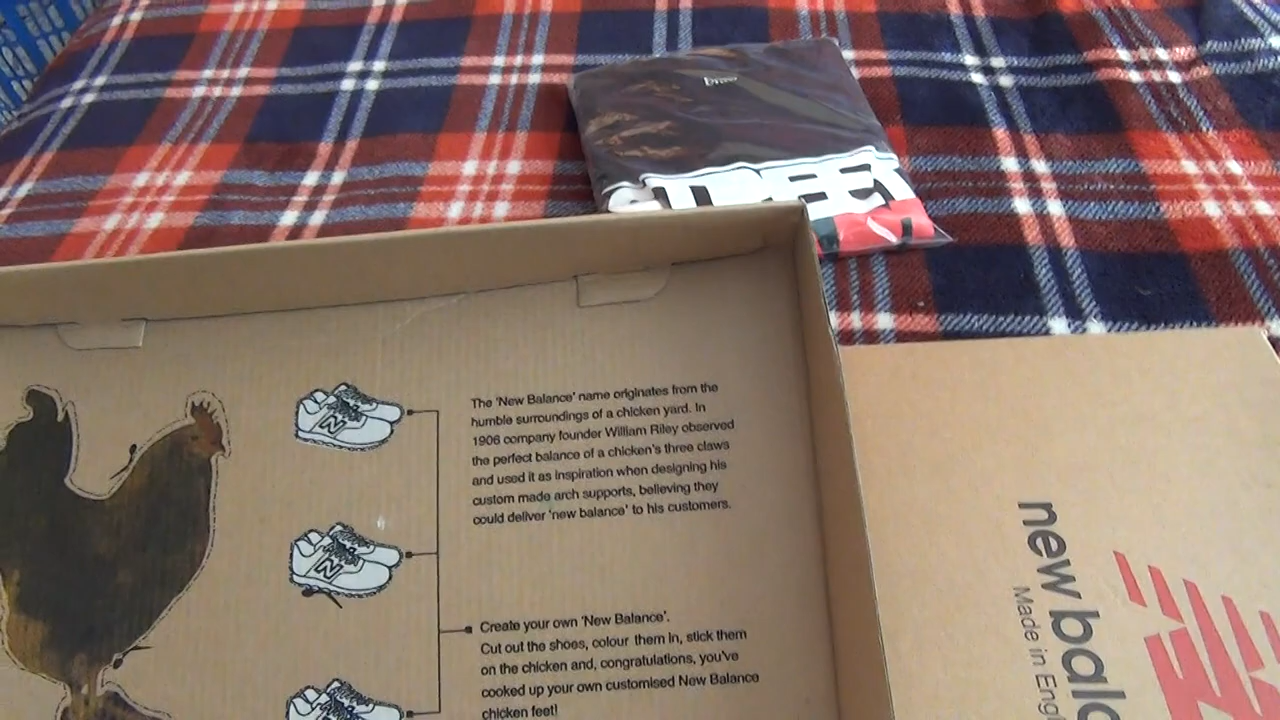 STREET
The 'New Balance' name originates from the
humble surroundings of a chicken yard. In
1906 company founder William Riley observed
the perfect balance of a chicken's three claws
and used it as inspiration when designing his
custom made arch supports, believing they
could deliver 'new balance' to his customers.
Create your own 'New Balance'.
Cut out the shoes, colour them in, stick them
on the chicken and, congratulations, you've
cooked up your own customised New Balance
chicken feet!
N
N
new balan
Made in Engl